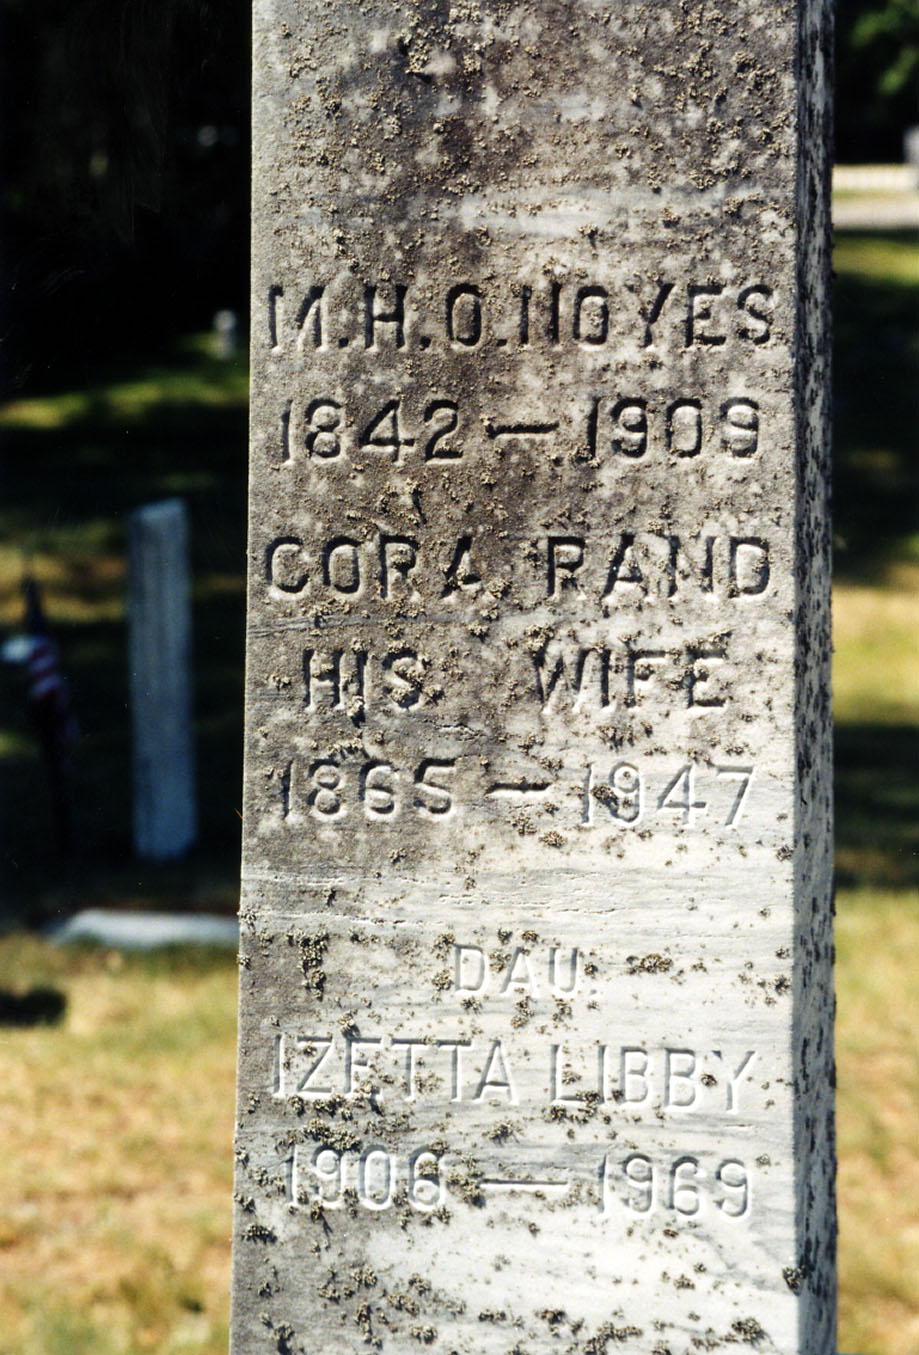 M.H.O.NOYES
1842 — 1909
CORA RAND
HIS WIFE
1865 — 1947
DAU.
IZETTA LIBBY
1906 — 1969